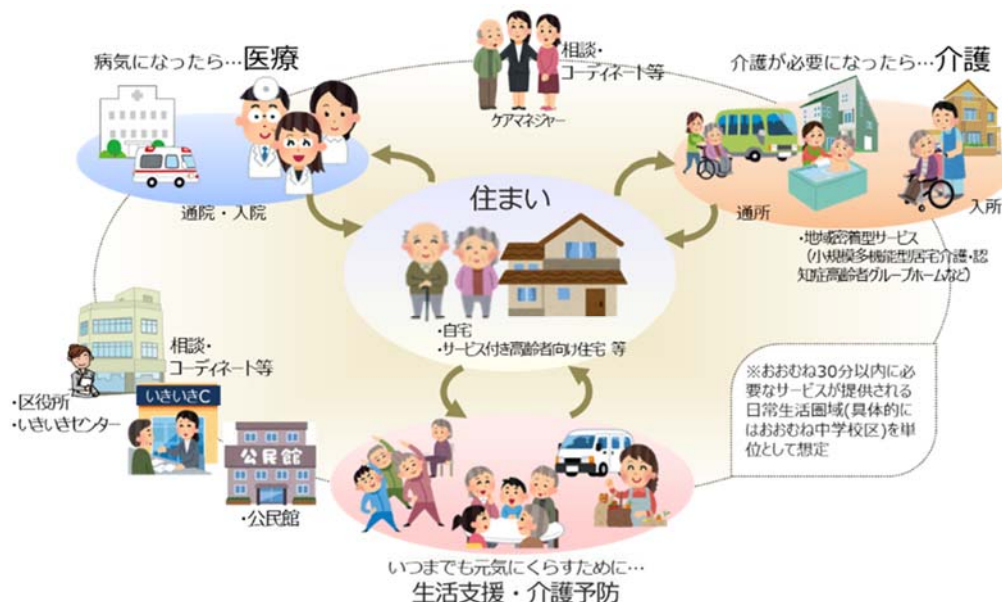 病気になったら…医療
通院・入院
相談・
コーディネート等
ケアマネジャー
介護が必要になったら…介護
通所
入所
・地域密着型サービス
（小規模多機能型居宅介護・認
知症高齢者グループホームなど）
住まい
・自宅
・サービス付き高齢者向け住宅 等
相談・
コーディネート等
・区役所
・いきいきセンター
いきいきC
公民館
・公民館
※おおむね30分以内に必
要なサービスが提供される
日常生活圏域(具体的に
はおおむね中学校区)を単
位として想定
いつまでも元気にくらすために…
生活支援・介護予防